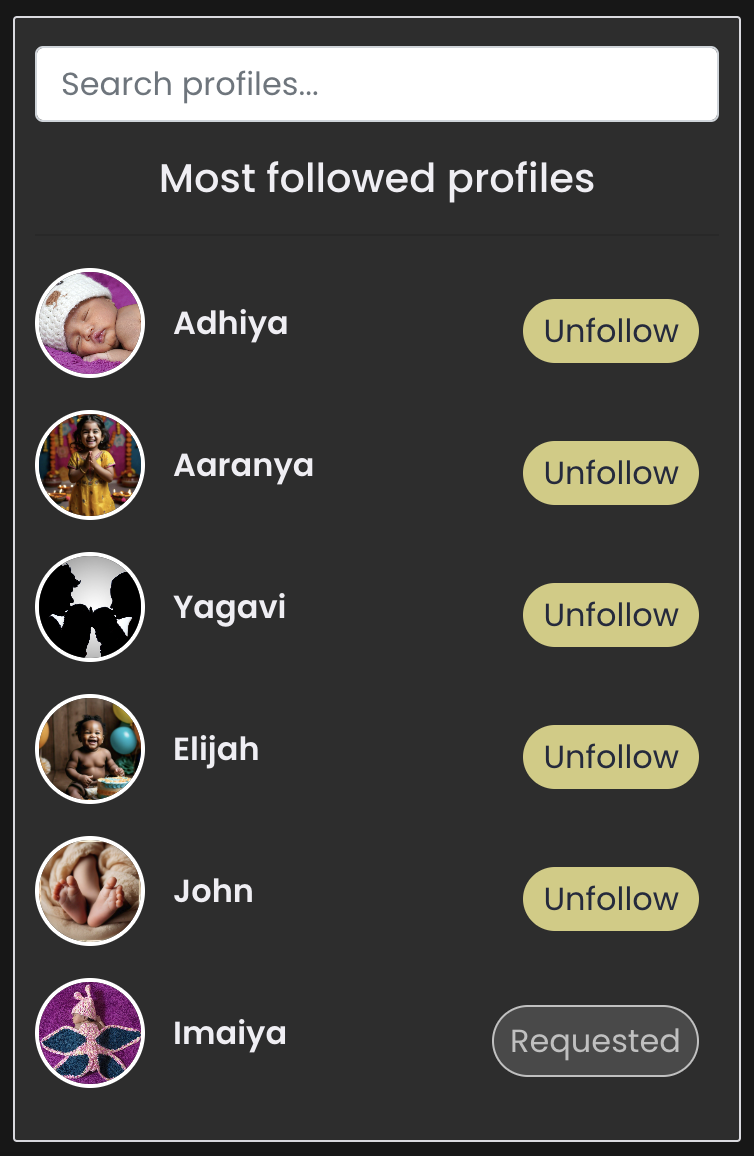 Search profiles...
Most followed profiles
Adhiya Unfollow
Aaranya Unfollow
Yagavi Unfollow
Elijah Unfollow
John Unfollow
Imaiya Requested